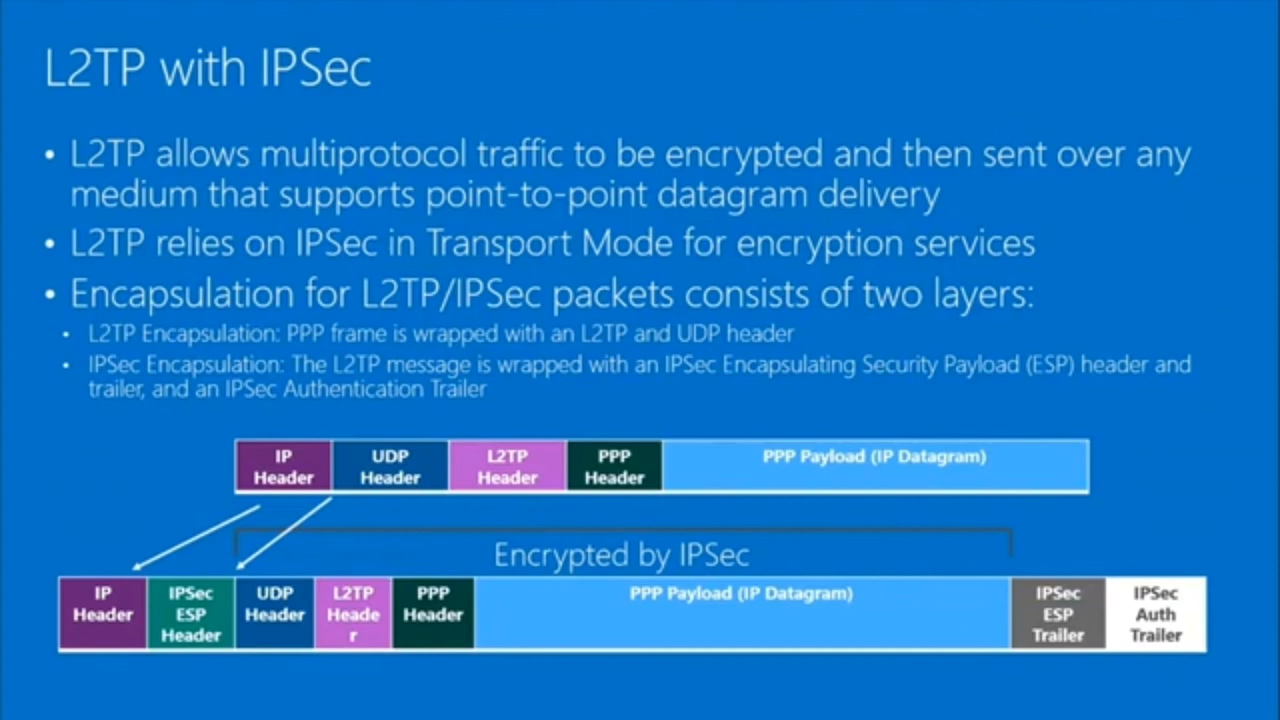 L2TP with IPSec
• L2TP allows multiprotocol traffic to be encrypted and then sent over any
medium that supports point-to-point datagram delivery
• L2TP relies on IPSec in Transport Mode for encryption services
• Encapsulation for L2TP/IPSec packets consists of two layers:
• L2TP Encapsulation: PPP frame is wrapped with an L2TP and UDP header
• IPSec Encapsulation: The L2TP message is wrapped with an IPSec Encapsulating Security Payload (ESP) header and
trailer, and an IPSec Authentication Trailer
IP
Header
UDP
Header
L2TP
Header
PPP
Header
PPP Payload (IP Datagram)
Encrypted by IPSec
IP
Header
IPSec
ESP
Header
UDP
Header
L2TP
Heade
r
PPP
Header
PPP Payload (IP Datagram)
IPSec
ESP
Trailer
IPSec
Auth
Trailer